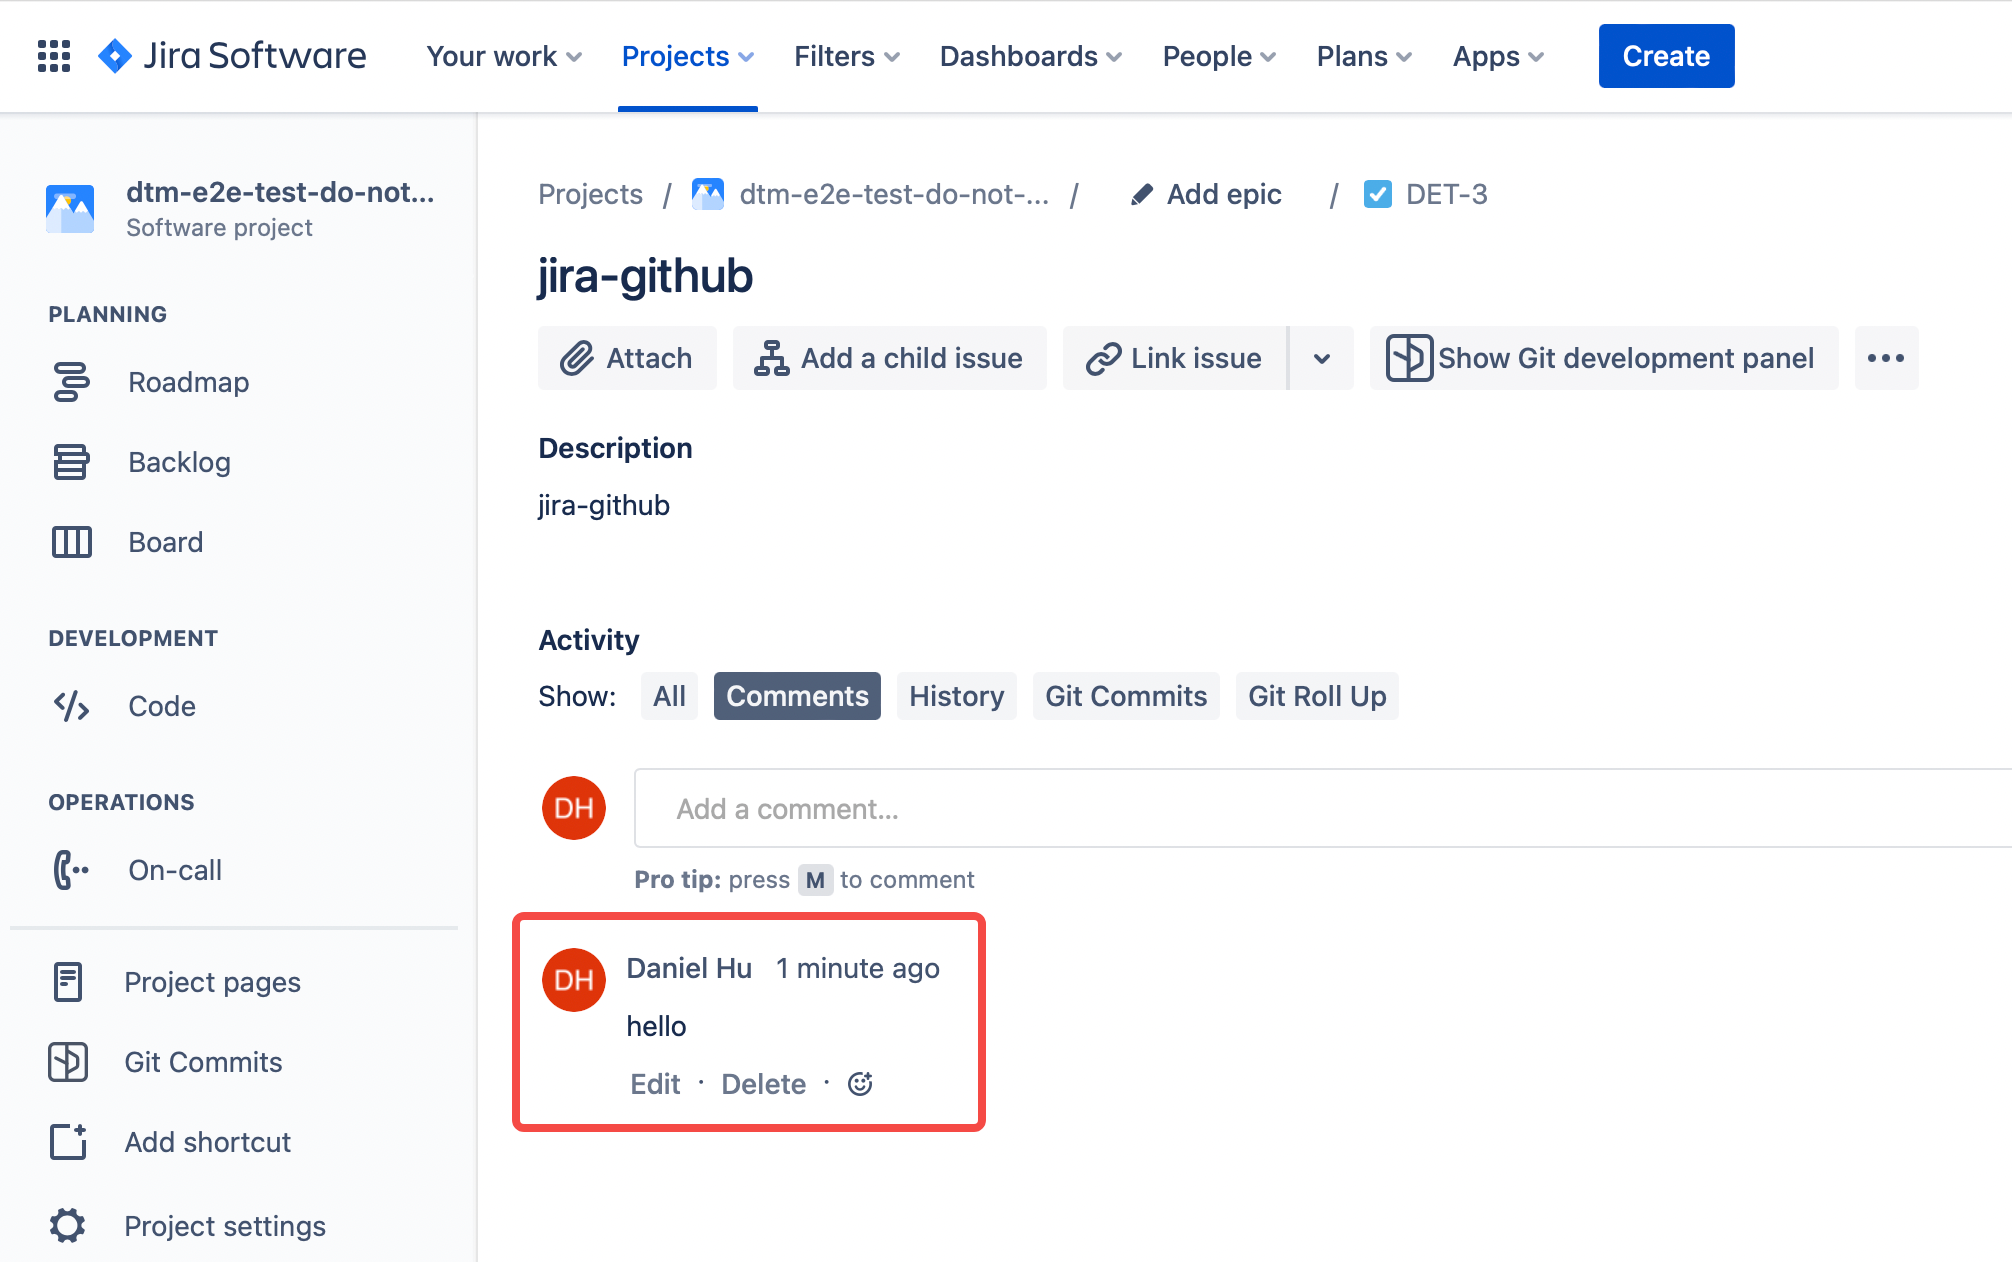 Jira Software Your work Projects Filters Dashboards People Plans Apps Create
dtm-e2e-test-do-not...
Software project
PLANNING
Roadmap
Backlog
Board
DEVELOPMENT
Code
OPERATIONS
On-call
Project pages
Git Commits
Add shortcut
Project settings
Projects / dtm-e2e-test-do-not-... / Add epic / DET-3
jira-github
Attach Add a child issue Link issue Show Git development panel
Description
jira-github
Activity
Show: All Comments History Git Commits Git Roll Up
DH Add a comment...
Pro tip: press M to comment
DH Daniel Hu 1 minute ago
hello
Edit · Delete ·